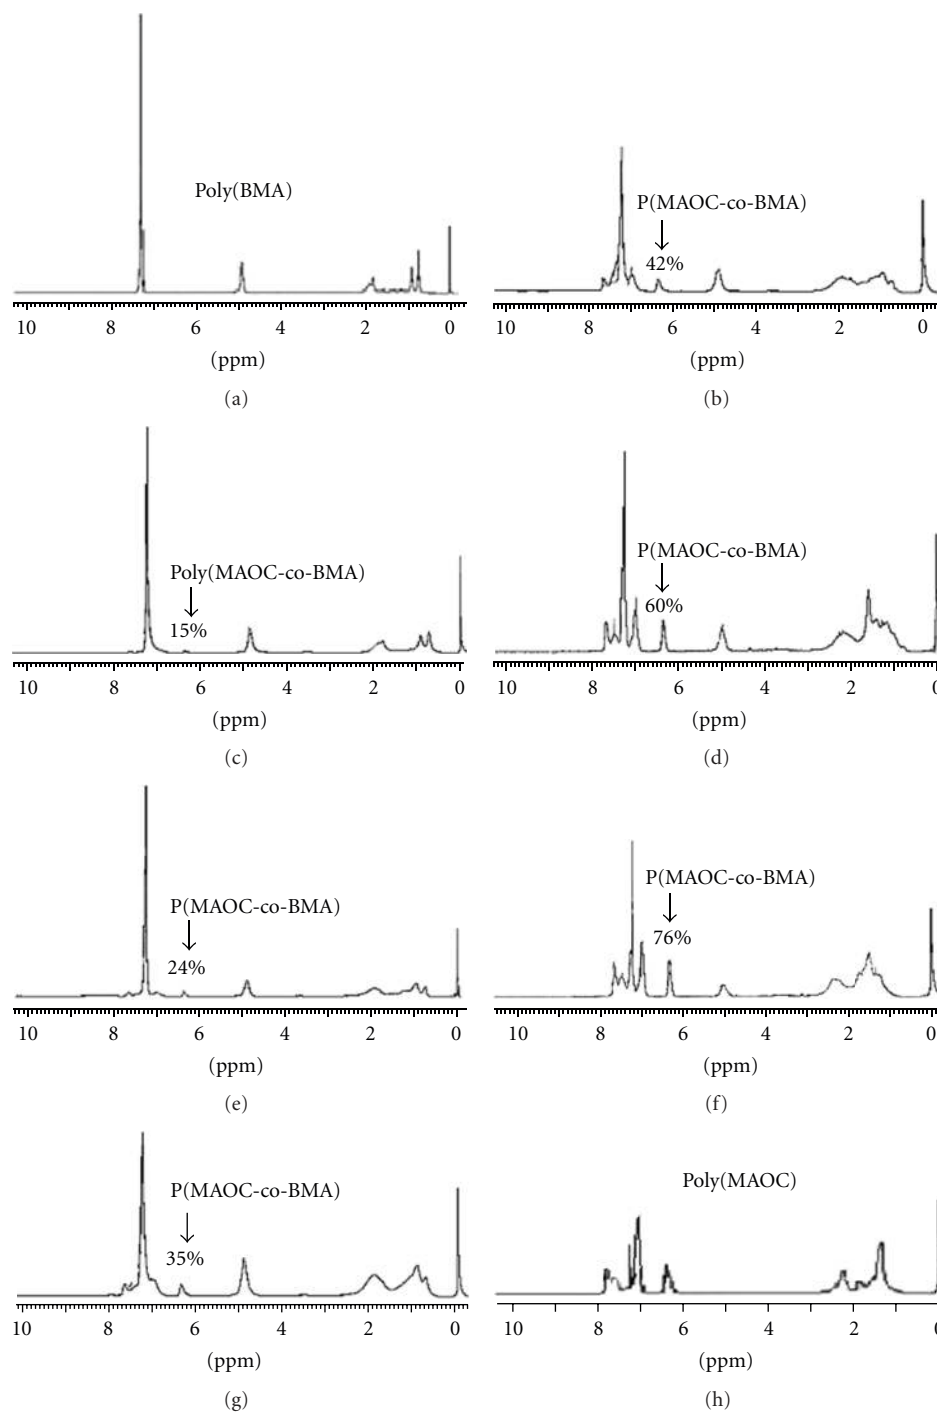 Poly(BMA)
10 8 6 4 2 0
(ppm)
(a)
P(MAOC-co-BMA)
42%
10 8 6 4 2 0
(ppm)
(b)
Poly(MAOC-co-BMA)
15%
10 8 6 4 2 0
(ppm)
(c)
P(MAOC-co-BMA)
60%
10 8 6 4 2 0
(ppm)
(d)
P(MAOC-co-BMA)
24%
10 8 6 4 2 0
(ppm)
(e)
P(MAOC-co-BMA)
76%
10 8 6 4 2 0
(ppm)
(f)
P(MAOC-co-BMA)
35%
10 8 6 4 2 0
(ppm)
(g)
Poly(MAOC)
10 8 6 4 2 0
(ppm)
(h)